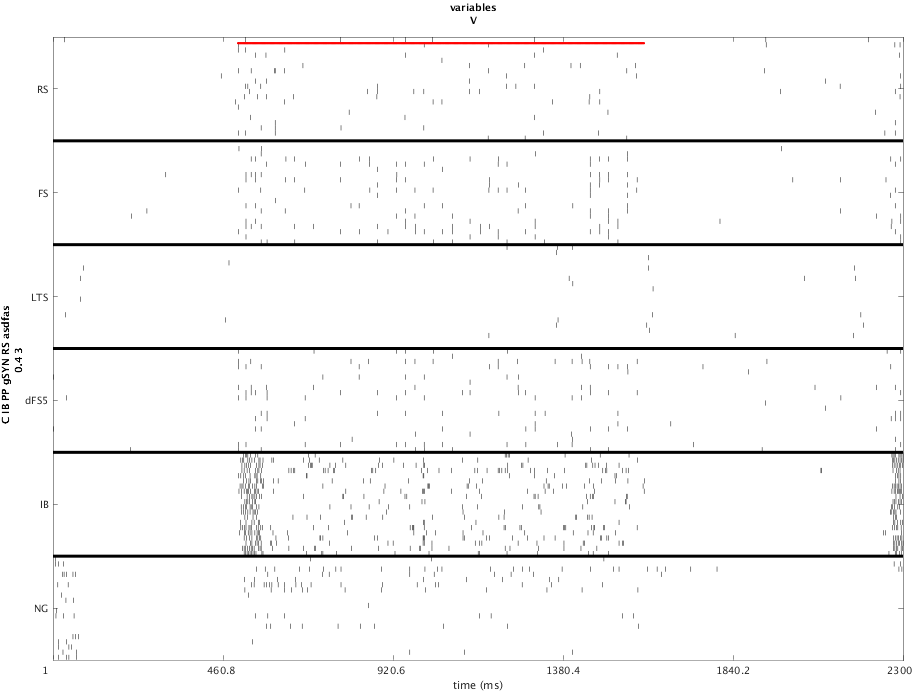 variables
V
RS
FS
LTS
dFS5
IB
NG
C IB PP gSYN RS asdfas
0.4 3
1
460.8
920.6
1380.4
1840.2
2300
time (ms)